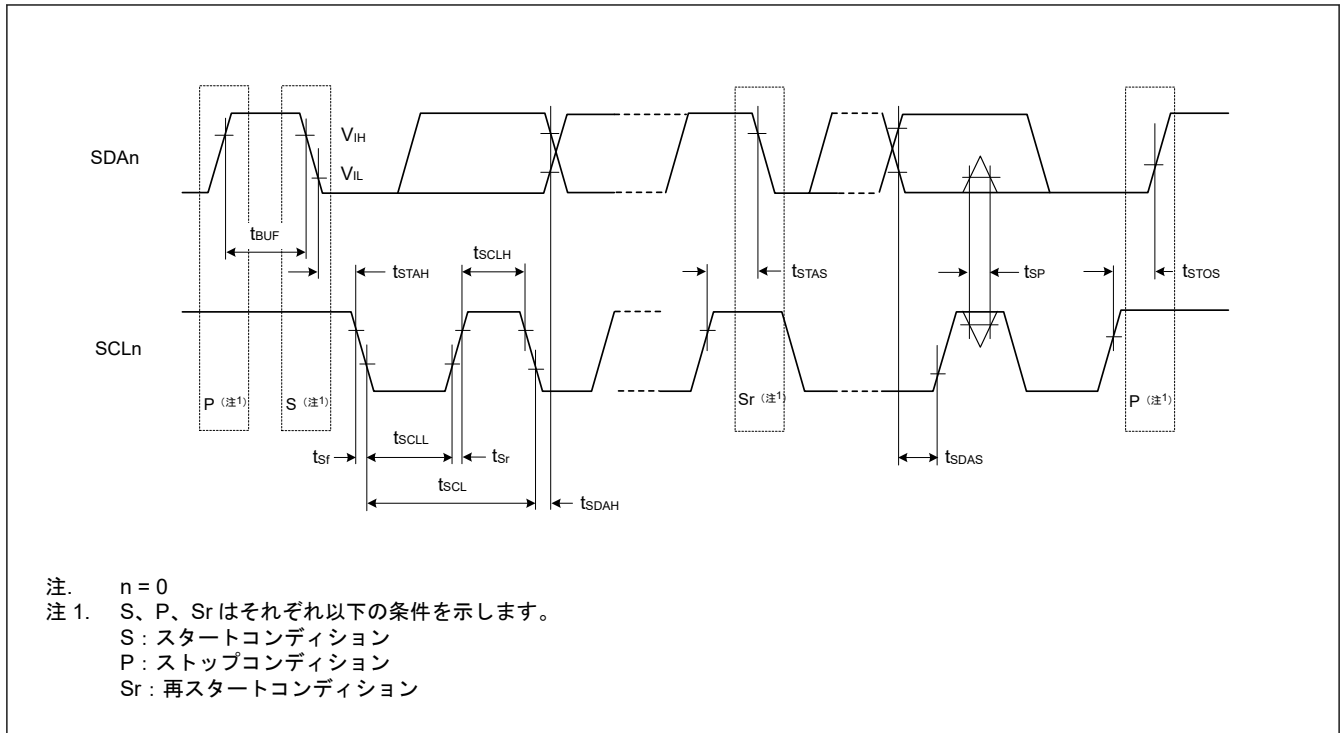 SDAn
VIH
VIL
tBUF
tSTAH
tSCLH
tSTAS
tSP
tSTOS
SCLn
P（注1）
S（注1）
Sr（注1）
P（注1）
tSf
tSCLL
tSr
tSCL
tSDAH
tSDAS
注. n = 0
注 1. S、P、Sr はそれぞれ以下の条件を示します。
S：スタートコンディション
P：ストップコンディション
Sr：再スタートコンディション